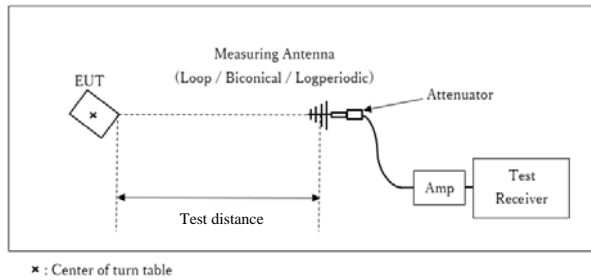 Measuring Antenna
(Loop / Biconical / Logperiodic)
EUT
Attenuator
Amp
Test
Receiver
Test distance
× : Center of turn table